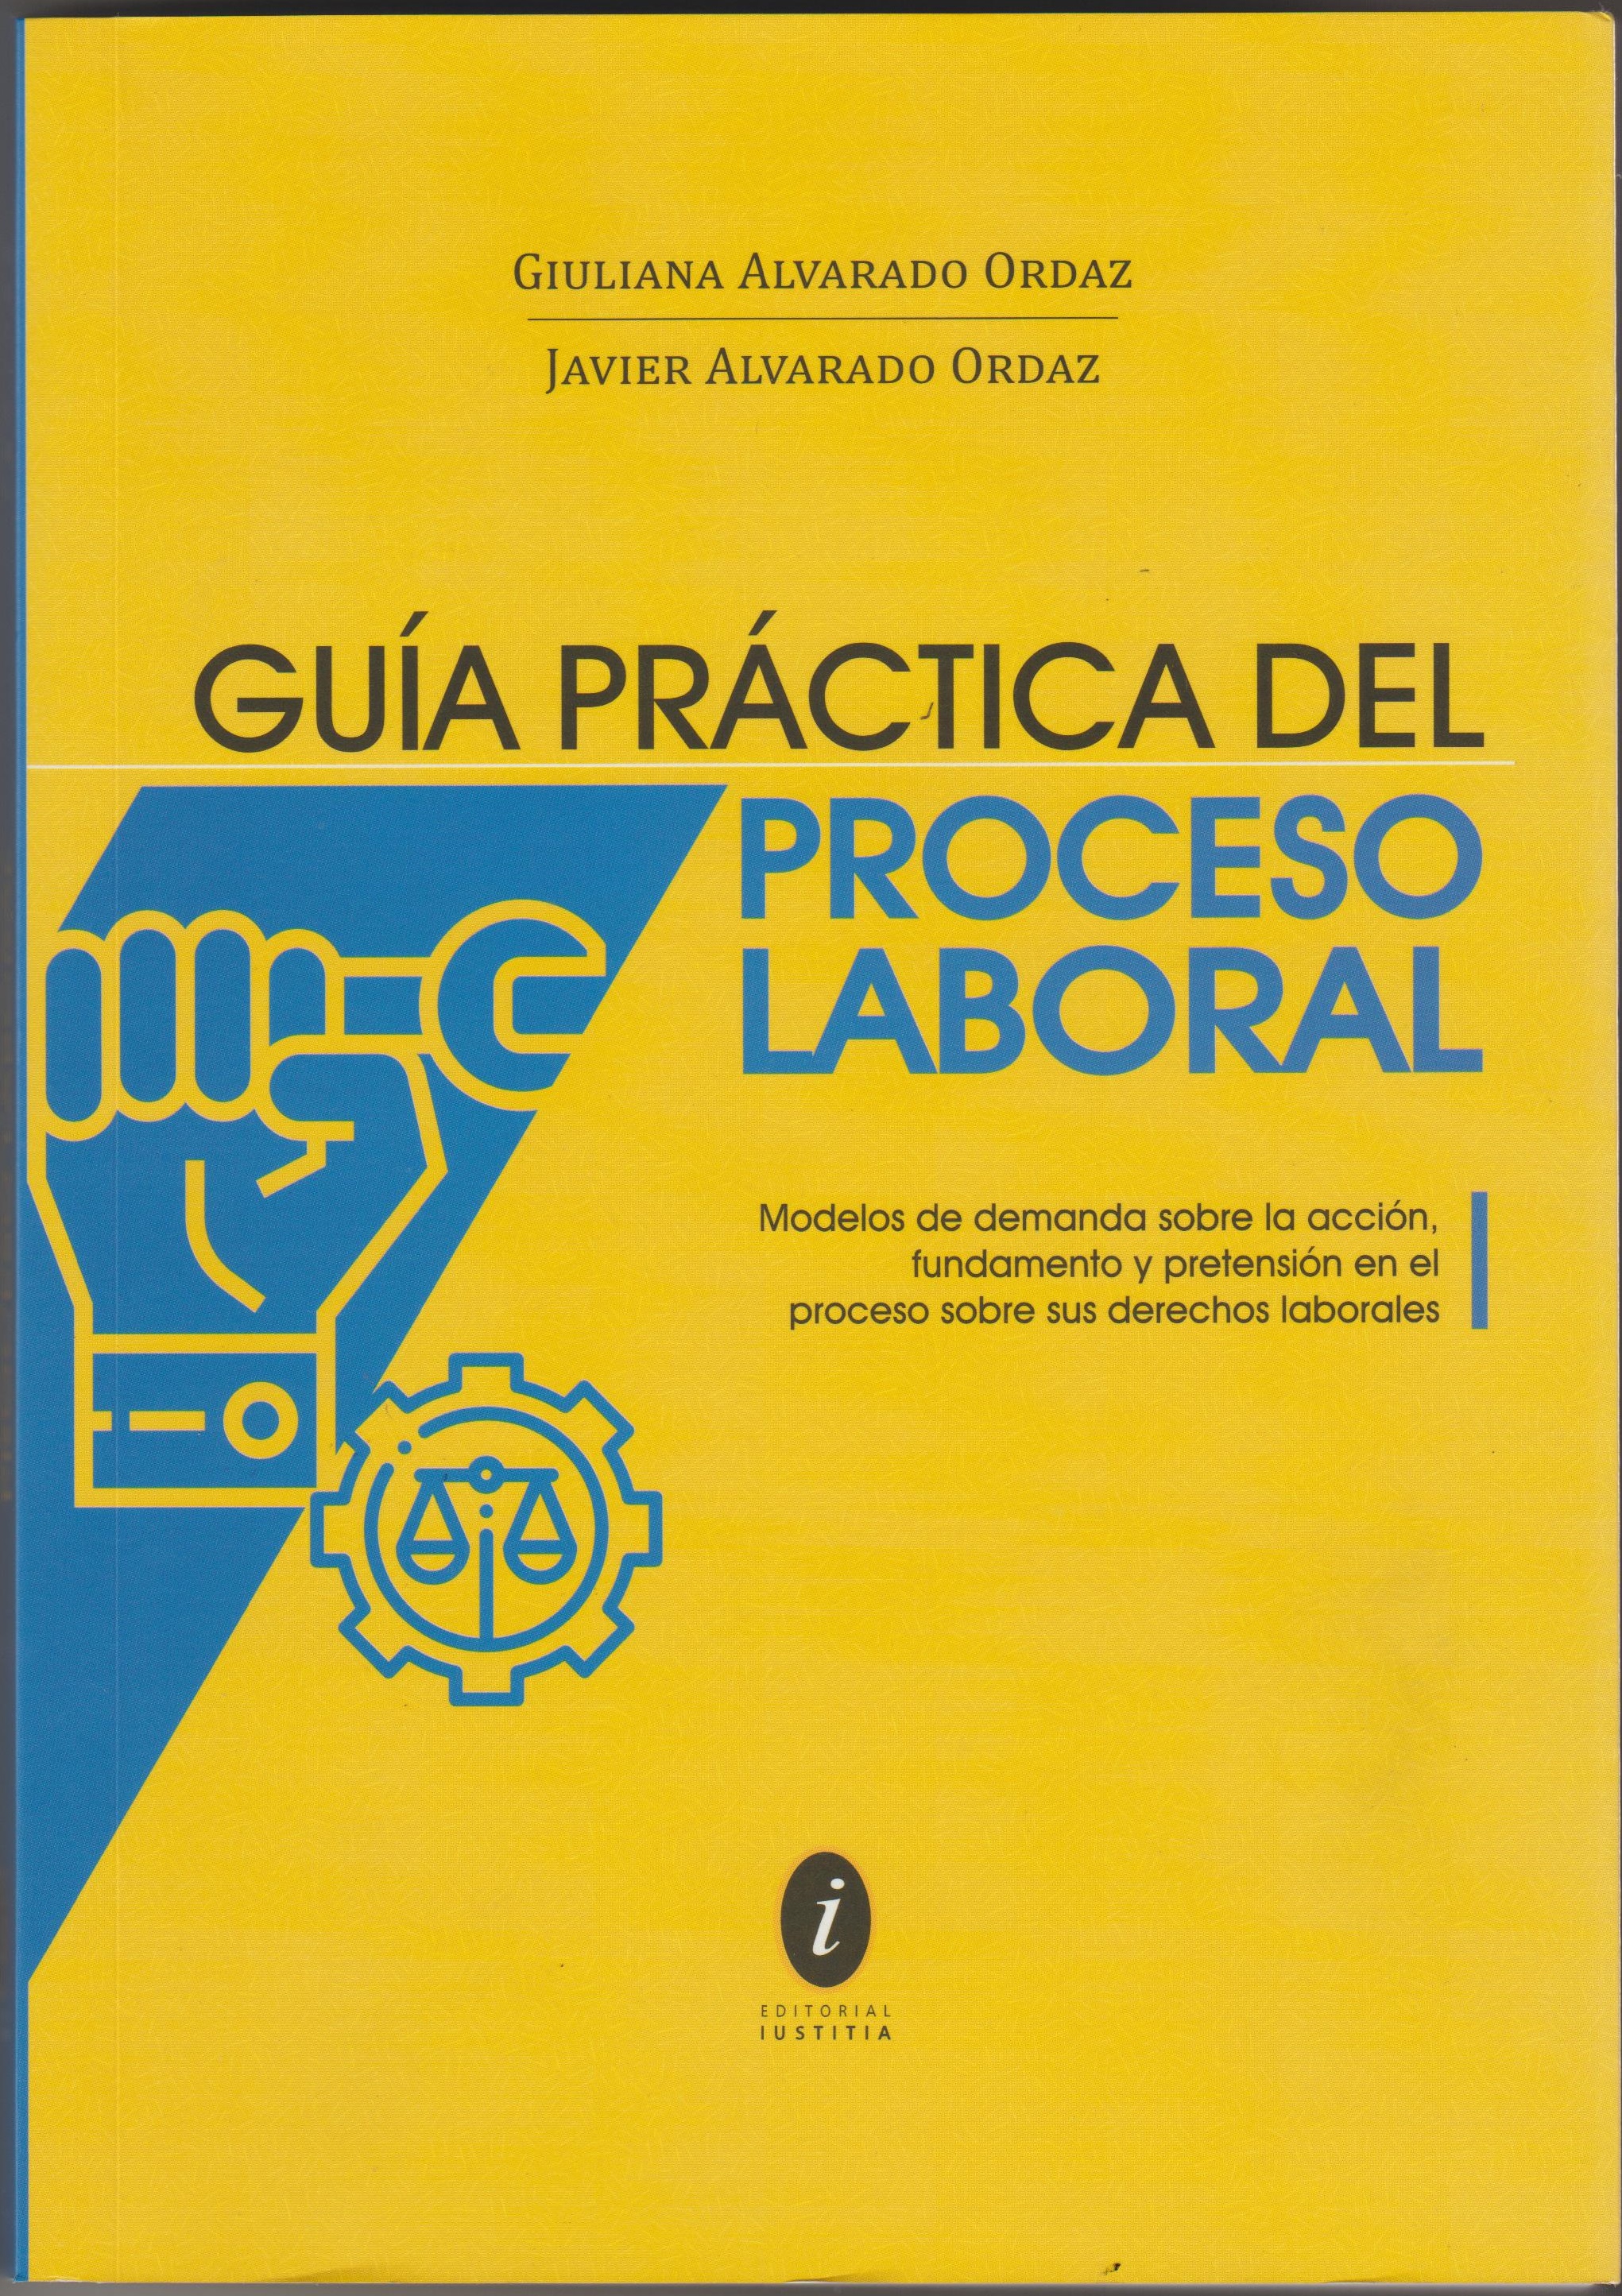 GIULIANA ALVARADO ORDAZ
JAVIER ALVARADO ORDAZ
GUÍA PRÁCTICA DEL
PROCESO
LABORAL
Modelos de demanda sobre la acción,
fundamento y pretensión en el
proceso sobre sus derechos laborales
i
EDITORIAL
IUSTITIA